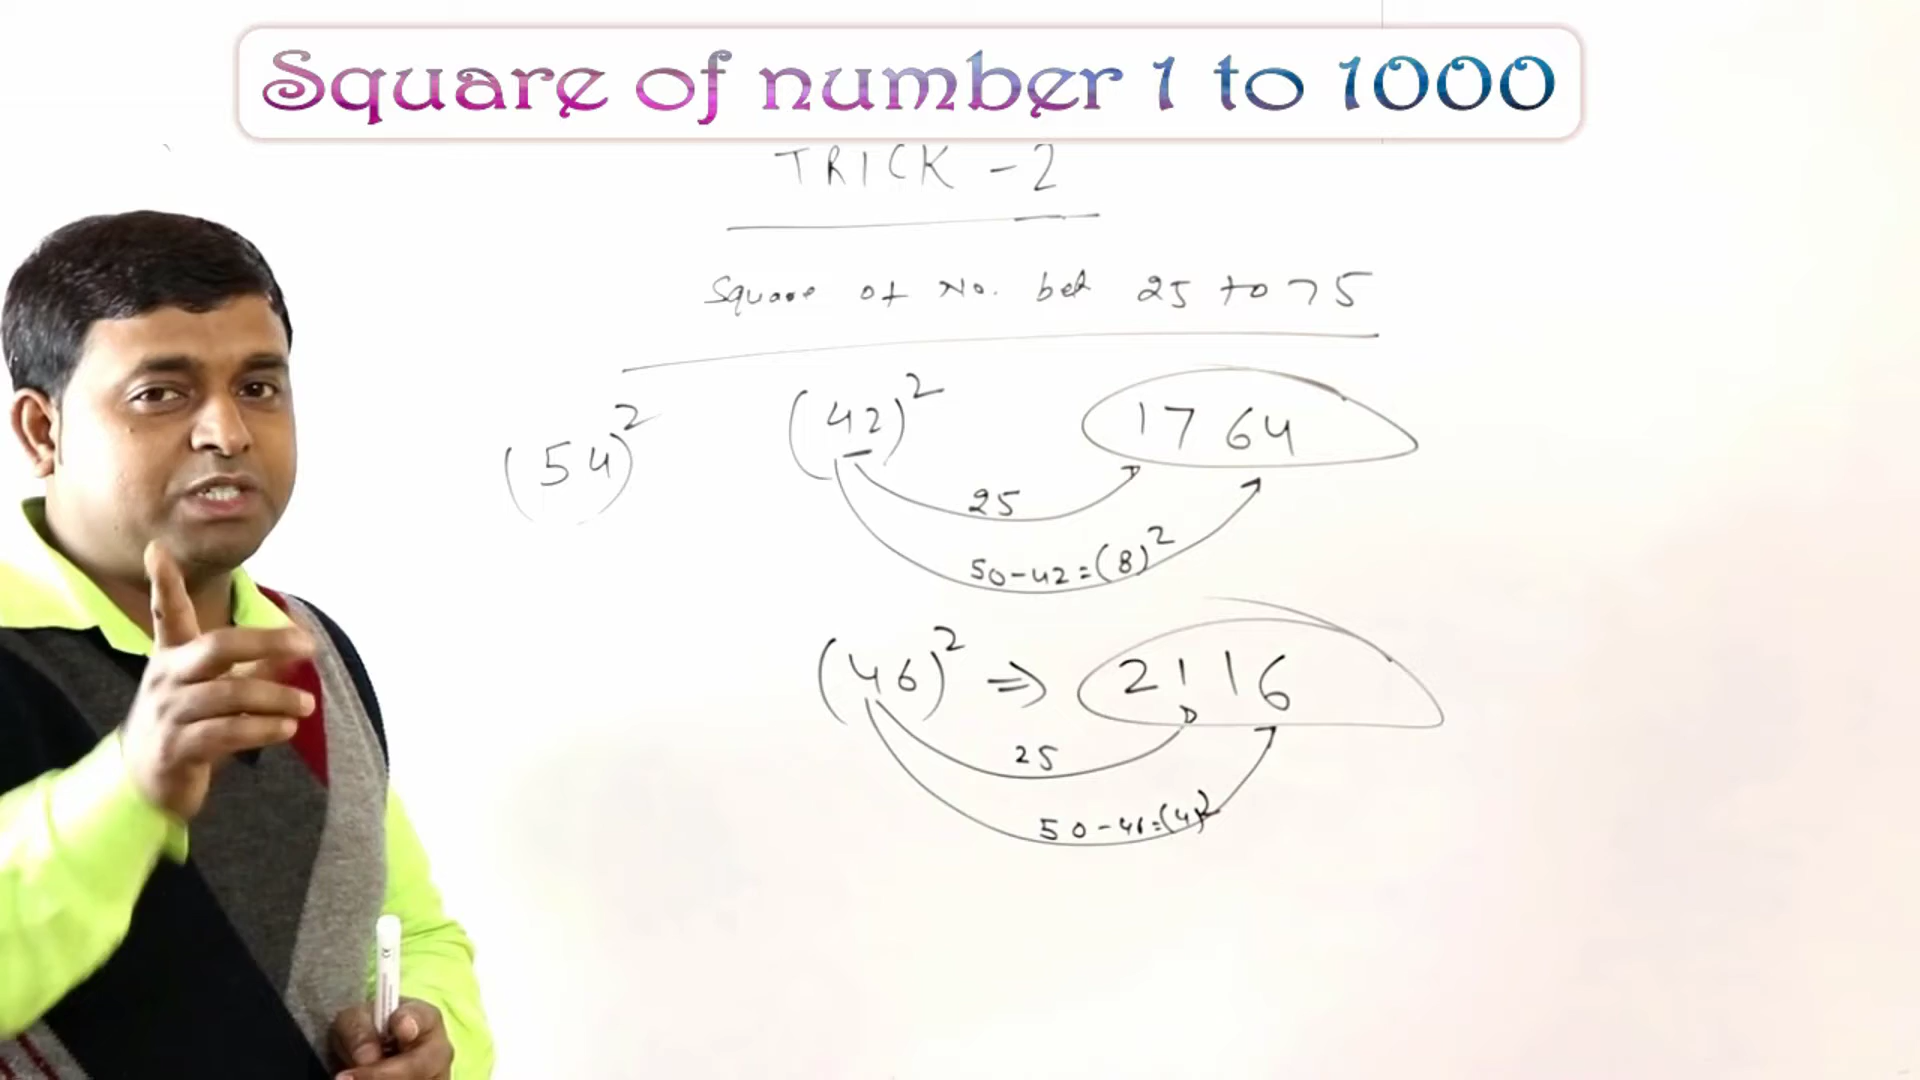 Square of number 1 to 1000
TRICK - 2
Square of No. bet 25 to 75
(54)²
(42)²
1764
25
50-42=(8)²
(46)² ⇒ 2116
25
50-46=(4)²